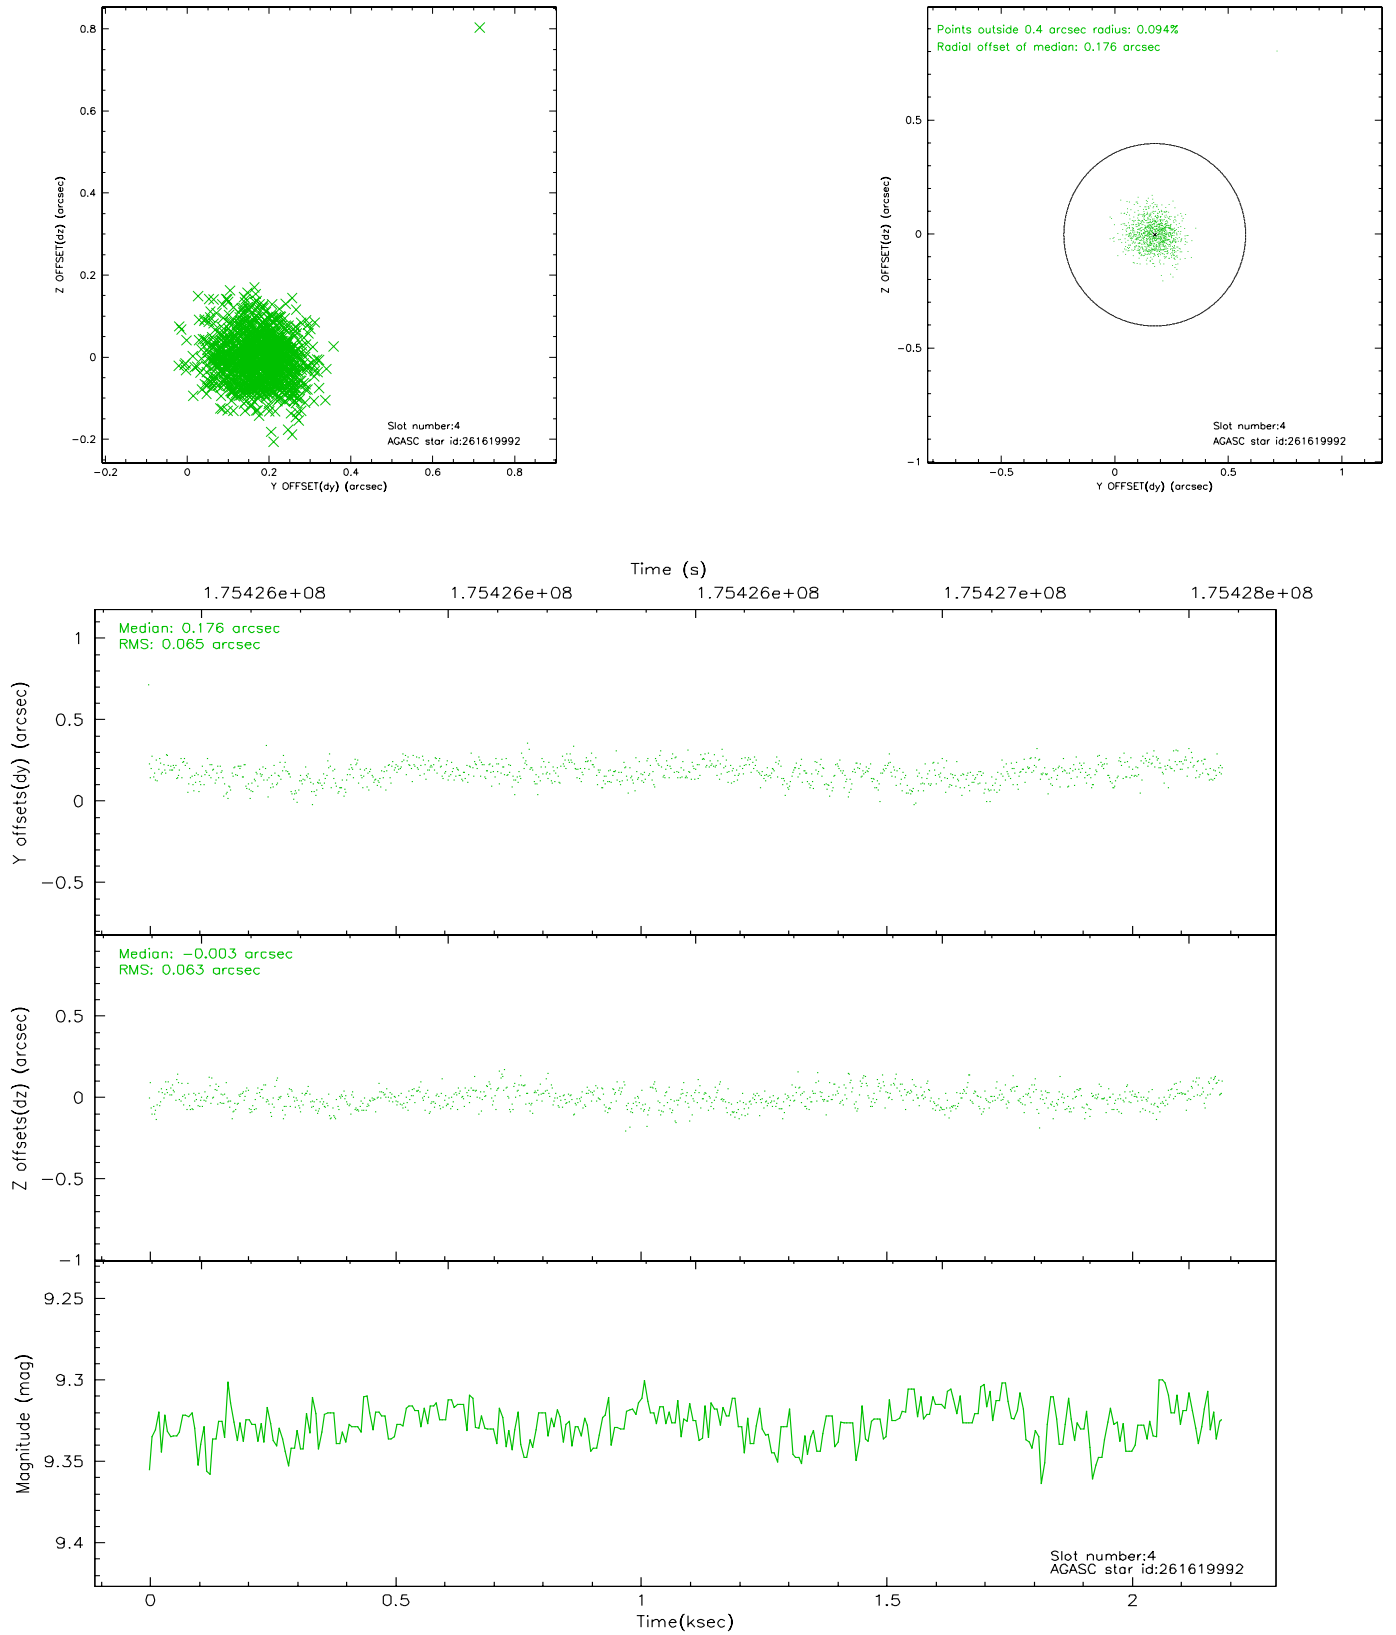 0.8
0.6
0.4
0.2
0
−0.2
Z OFFSET(dz) (arcsec)
Slot number:4
AGASC star id:261619992
−0.2 0 0.2 0.4 0.6 0.8
Y OFFSET(dy) (arcsec)
Points outside 0.4 arcsec radius: 0.094%
Radial offset of median: 0.176 arcsec
0.5
0
−0.5
−1
Z OFFSET(dz) (arcsec)
Slot number:4
AGASC star id:261619992
−0.5 0 0.5 1
Y OFFSET(dy) (arcsec)
Time (s)
1.75426e+08 1.75426e+08 1.75426e+08 1.75427e+08 1.75428e+08
Median: 0.176 arcsec
RMS: 0.065 arcsec
1
0.5
0
−0.5
Y offsets(dy) (arcsec)
Median: −0.003 arcsec
RMS: 0.063 arcsec
0.5
0
−0.5
−1
Z offsets(dz) (arcsec)
9.25
9.3
9.35
9.4
Magnitude (mag)
Slot number:4
AGASC star id:261619992
0 0.5 1 1.5 2
Time(ksec)